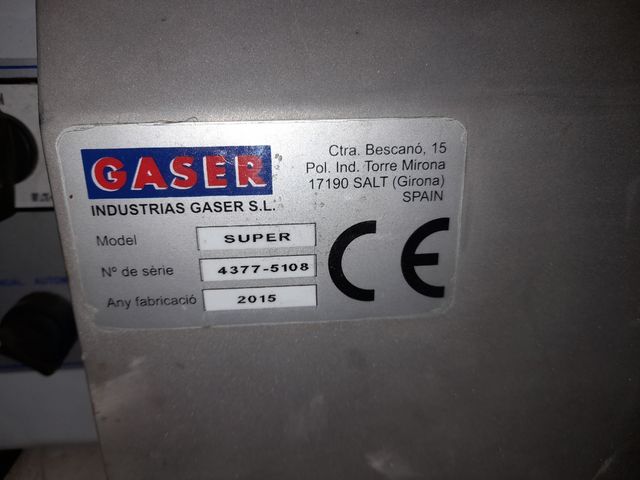 GASER
INDUSTRIAS GASER S.L.
Ctra. Bescanó, 15
Pol. Ind. Torre Mirona
17190 SALT (Girona)
SPAIN
Model SUPER
Nº de sèrie 4377-5108
Any fabricació 2015
CE